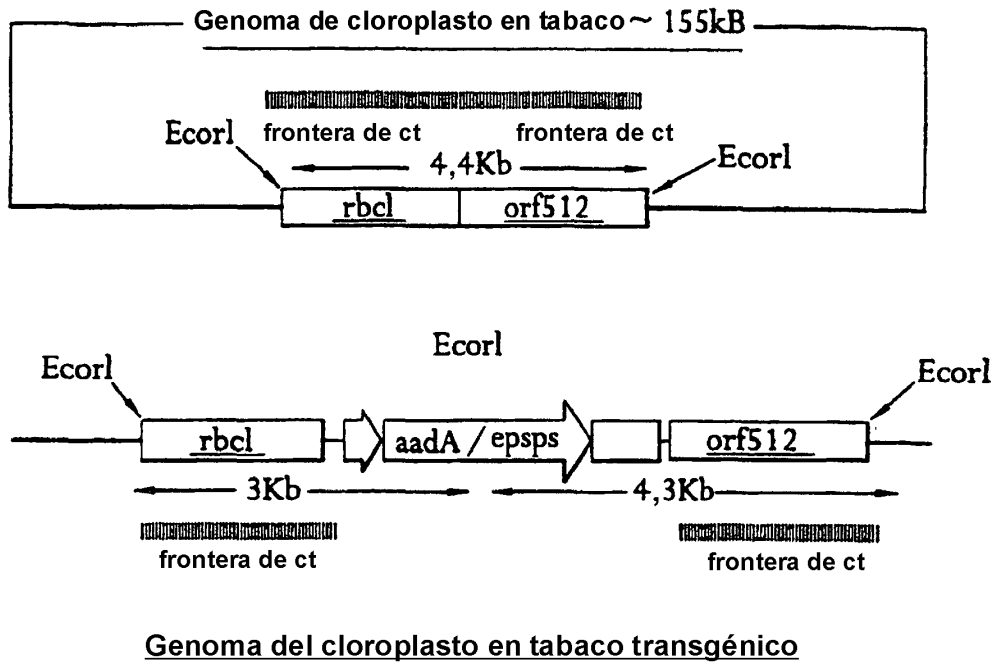 Genoma de cloroplasto en tabaco ~ 155kB
frontera de ct frontera de ct
EcorI EcorI
4,4Kb
rbcl orf512
EcorI
EcorI EcorI
rbcl aadA / epsps orf512
3Kb 4,3Kb
frontera de ct frontera de ct
Genoma del cloroplasto en tabaco transgénico